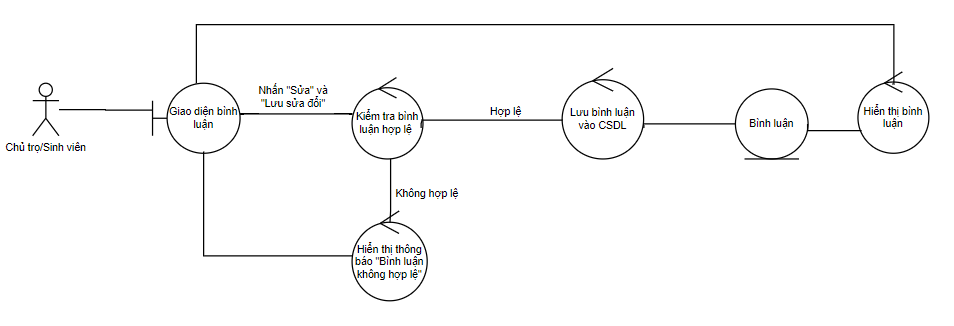 Chủ trọ/Sinh viên
Giao diện bình
luận
Nhấn "Sửa" và
"Lưu sửa đổi"
Kiểm tra bình
luận hợp lệ
Hợp lệ
Lưu bình luận
vào CSDL
Bình luận
Hiển thị bình
luận
Không hợp lệ
Hiển thị thông
báo "Bình luận
không hợp lệ"